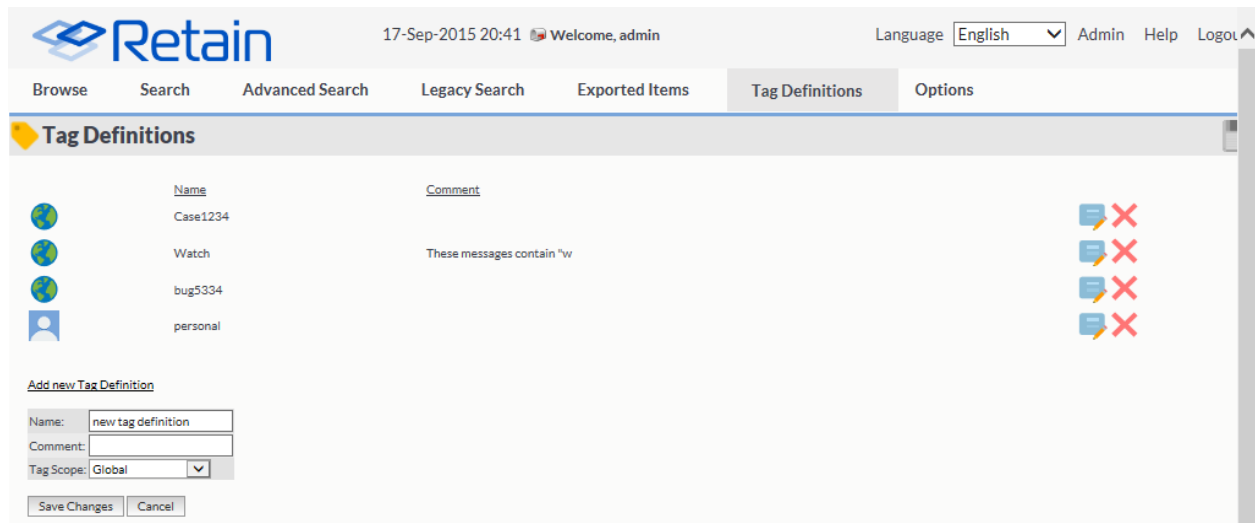 Retain 17-Sep-2015 20:41 Welcome, admin Language English Admin Help Logou
Browse Search Advanced Search Legacy Search Exported Items Tag Definitions Options
Tag Definitions
Name Comment
Case1234
Watch These messages contain "w
bug5334
personal
Add new Tag Definition
Name: new tag definition
Comment:
Tag Scope: Global
Save Changes Cancel